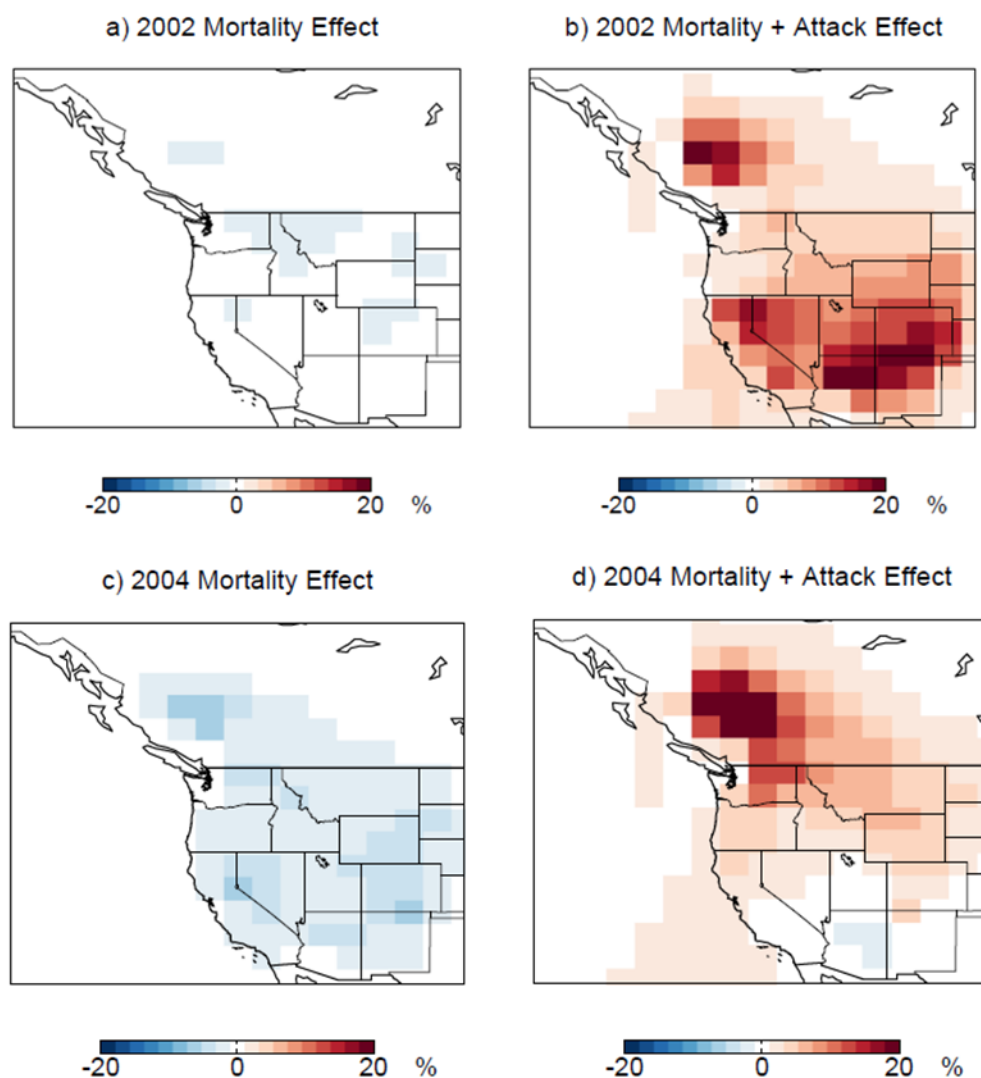 a) 2002 Mortality Effect
b) 2002 Mortality + Attack Effect
-20 0 20 %
-20 0 20 %
c) 2004 Mortality Effect
d) 2004 Mortality + Attack Effect
-20 0 20 %
-20 0 20 %